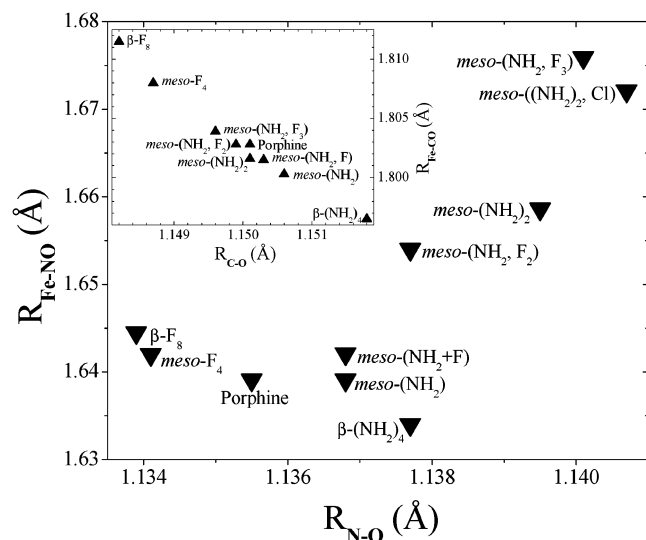 1.68
1.67
1.66
1.65
1.64
1.63
R_Fe-NO (Å)
1.134
1.136
1.138
1.140
R_N-O (Å)
meso-(NH₂, F₃)
meso-((NH₂)₂, Cl)
meso-(NH₂)₂
meso-(NH₂, F₂)
β-F₈
meso-F₄
Porphine
meso-(NH₂+F)
meso-(NH₂)
β-(NH₂)₄
β-F₈
meso-F₄
meso-(NH₂, F₃)
meso-(NH₂, F₂)
Porphine
meso-(NH₂)₂
meso-(NH₂, F)
meso-(NH₂)
β-(NH₂)₄
1.810
1.805
1.800
R_Fe-CO (Å)
1.149
1.150
1.151
R_C-O (Å)